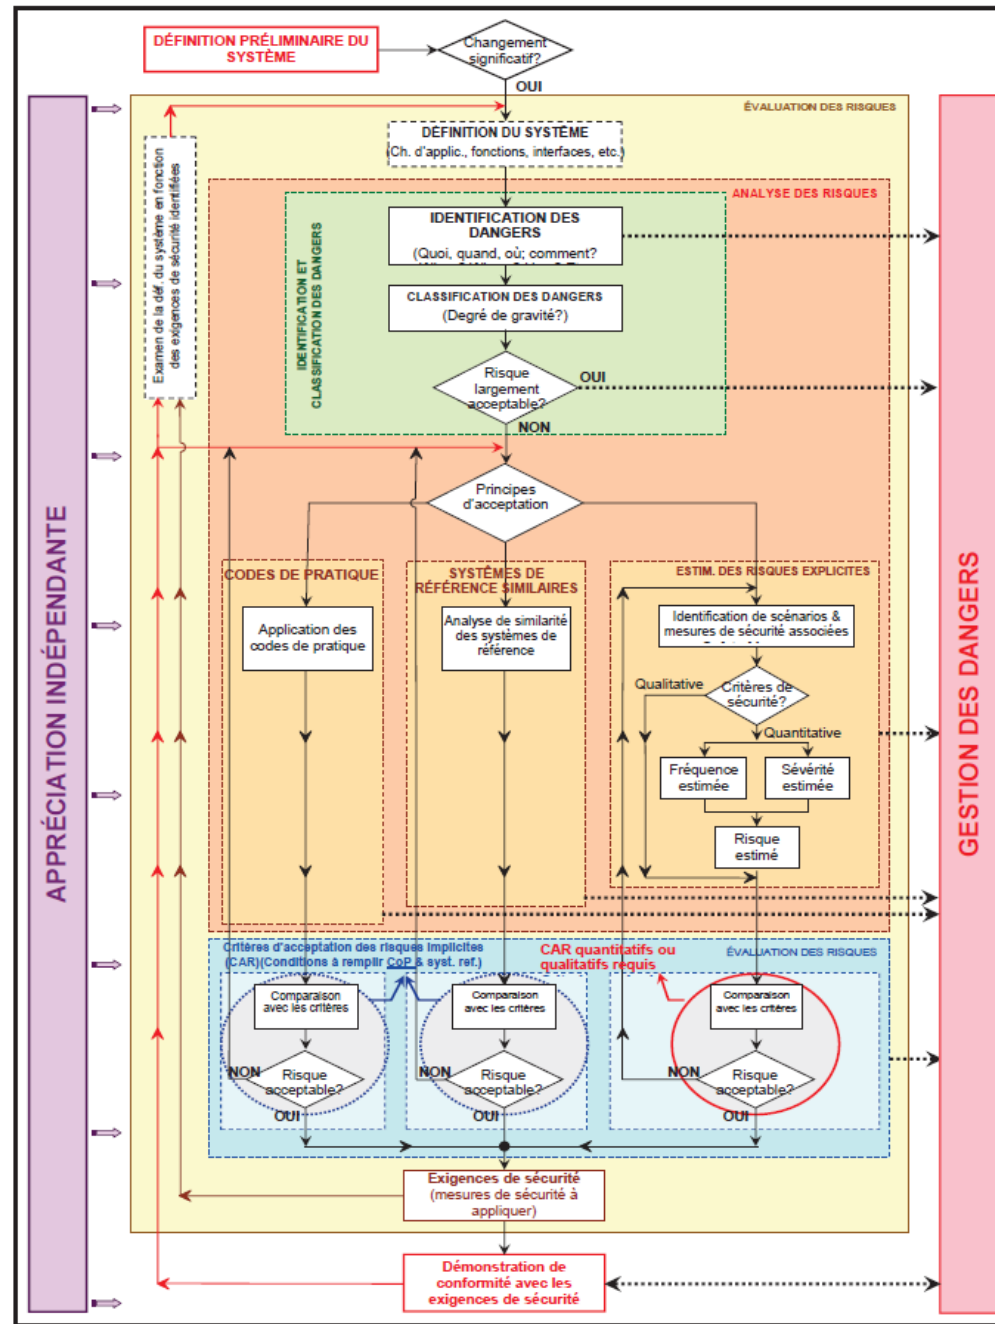 DÉFINITION PRÉLIMINAIRE DU
SYSTÈME
Changement
significatif?
OUI
ÉVALUATION DES RISQUES
DÉFINITION DU SYSTÈME
(Ch. d'applic., fonctions, interfaces, etc.)
Examen de la déf. du système en fonction
des exigences de sécurité identifiées
ANALYSE DES RISQUES
IDENTIFICATION ET
CLASSIFICATION DES DANGERS
IDENTIFICATION DES
DANGERS
(Quoi, quand, où; comment?
CLASSIFICATION DES DANGERS
(Degré de gravité?)
Risque
largement
acceptable?
OUI
NON
Principes
d'acceptation
CODES DE PRATIQUE
Application des
codes de pratique
SYSTÈMES DE
RÉFÉRENCE SIMILAIRES
Analyse de similarité
des systèmes de
référence
ESTIM. DES RISQUES EXPLICITES
Identification de scénarios &
mesures de sécurité associées
Qualitative
Critères de
sécurité?
Quantitative
Fréquence
estimée
Sévérité
estimée
Risque
estimé
Critères d'acceptation des risques implicites
(CAR)(Conditions à remplir CoP & syst. ref.)
CAR quantitatifs ou
qualitatifs requis
ÉVALUATION DES RISQUES
Comparaison
avec les critères
NON
Risque
acceptable?
OUI
Comparaison
avec les critères
NON
Risque
acceptable?
OUI
Comparaison
avec les critères
NON
Risque
acceptable?
OUI
Exigences de sécurité
(mesures de sécurité à
appliquer)
Démonstration de
conformité avec les
exigences de sécurité
APPRÉCIATION INDÉPENDANTE
GESTION DES DANGERS